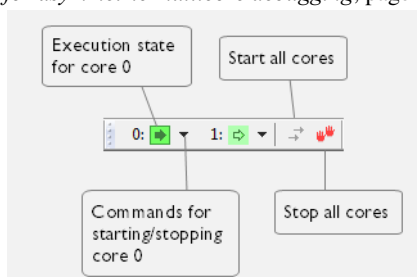 Execution state
for core 0
Start all cores
0:
1:
Commands for
starting/stopping
core 0
Stop all cores